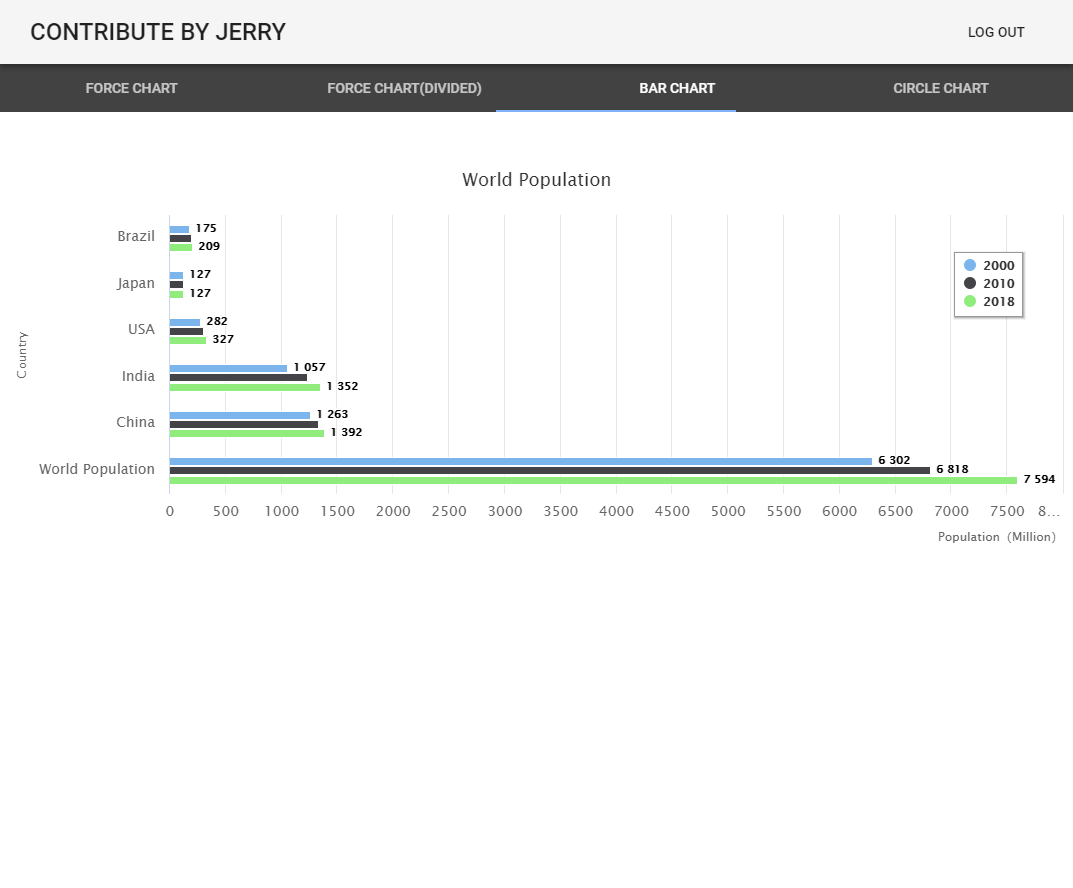 CONTRIBUTE BY JERRY
LOG OUT
FORCE CHART
FORCE CHART(DIVIDED)
BAR CHART
CIRCLE CHART
World Population
Country
Brazil
175
209
Japan
127
127
USA
282
327
India
1 057
1 352
China
1 263
1 392
World Population
6 302
6 818
7 594
2000
2010
2018
0 500 1000 1500 2000 2500 3000 3500 4000 4500 5000 5500 6000 6500 7000 7500 8...
Population (Million)